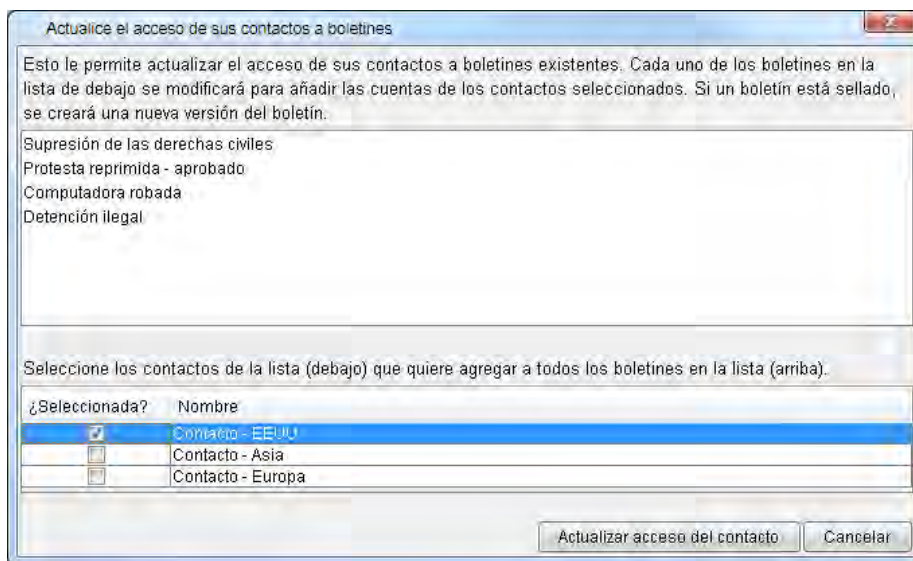 Actualice el acceso de sus contactos a boletines
Esto le permite actualizar el acceso de sus contactos a boletines existentes. Cada uno de los boletines en la
lista de debajo se modificará para añadir las cuentas de los contactos seleccionados. Si un boletín está sellado,
se creará una nueva versión del boletín.
Supresión de las derechas civiles
Protesta reprimida - aprobado
Computadora robada
Detención ilegal
Seleccione los contactos de la lista (debajo) que quiere agregar a todos los boletines en la lista (arriba).
¿Seleccionada? Nombre
Contacto - EEUU
Contacto - Asia
Contacto - Europa
Actualizar acceso del contacto Cancelar